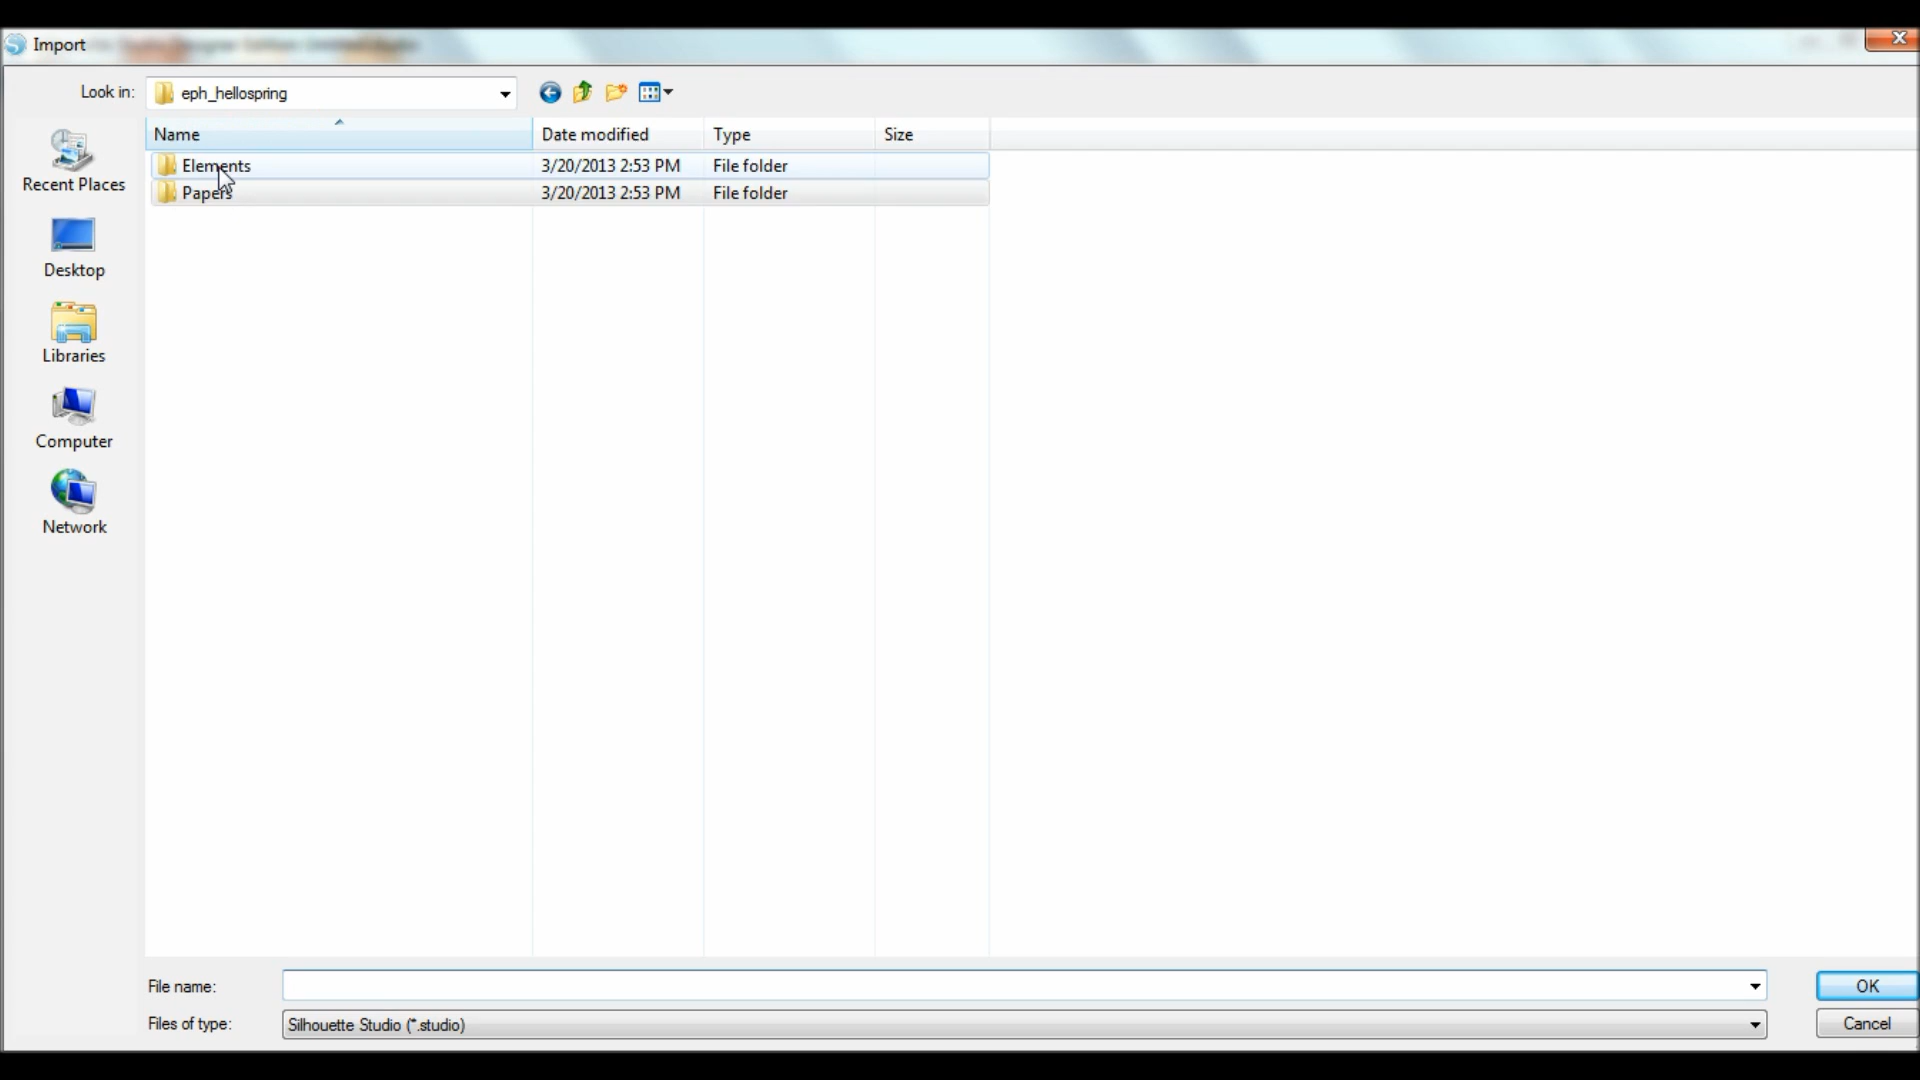 Import
Look in: eph_hellospring
Name Date modified Type Size
Elements 3/20/2013 2:53 PM File folder
Papers 3/20/2013 2:53 PM File folder
Recent Places
Desktop
Libraries
Computer
Network
File name: OK
Files of type: Silhouette Studio (*.studio) Cancel